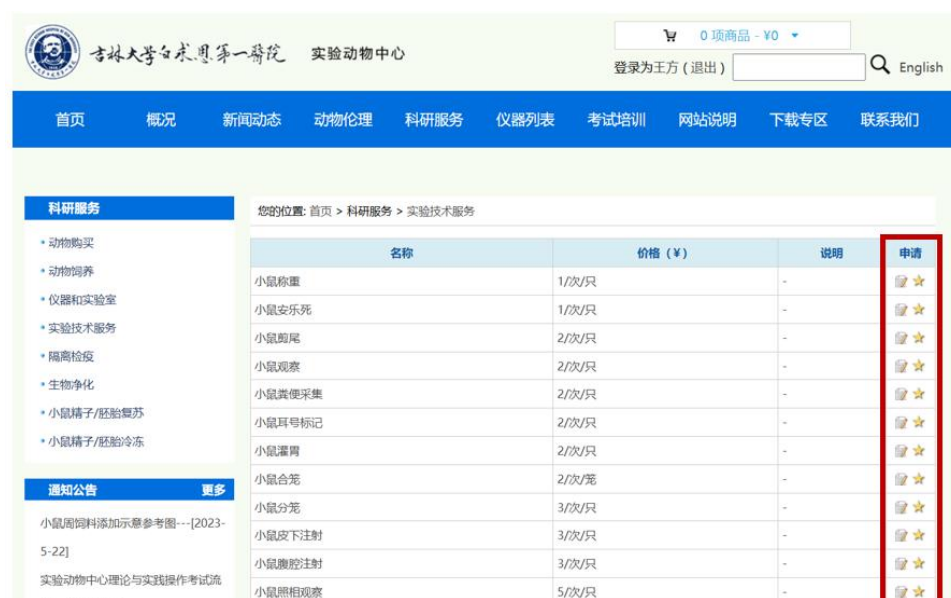 0 项商品 - ¥0
吉林大学白求恩第一医院 实验动物中心
登录为王方 ( 退出 ) English
首页 概况 新闻动态 动物伦理 科研服务 仪器列表 考试培训 网站说明 下载专区 联系我们
科研服务
• 动物购买
• 动物饲养
• 仪器和实验室
• 实验技术服务
• 隔离检疫
• 生物净化
• 小鼠精子/胚胎复苏
• 小鼠精子/胚胎冷冻
通知公告 更多
小鼠周饲料添加示意参考图---[2023-
5-22]
实验动物中心理论与实践操作考试流
您的位置: 首页 > 科研服务 > 实验技术服务
名称 价格 (¥) 说明 申请
小鼠称重 1/次/只 -
小鼠安乐死 1/次/只 -
小鼠剪尾 2/次/只 -
小鼠观察 2/次/只 -
小鼠粪便采集 2/次/只 -
小鼠耳号标记 2/次/只 -
小鼠灌胃 2/次/只 -
小鼠合笼 2/次/笼 -
小鼠分笼 3/次/只 -
小鼠皮下注射 3/次/只 -
小鼠腹腔注射 3/次/只 -
小鼠照相观察 5/次/只 -